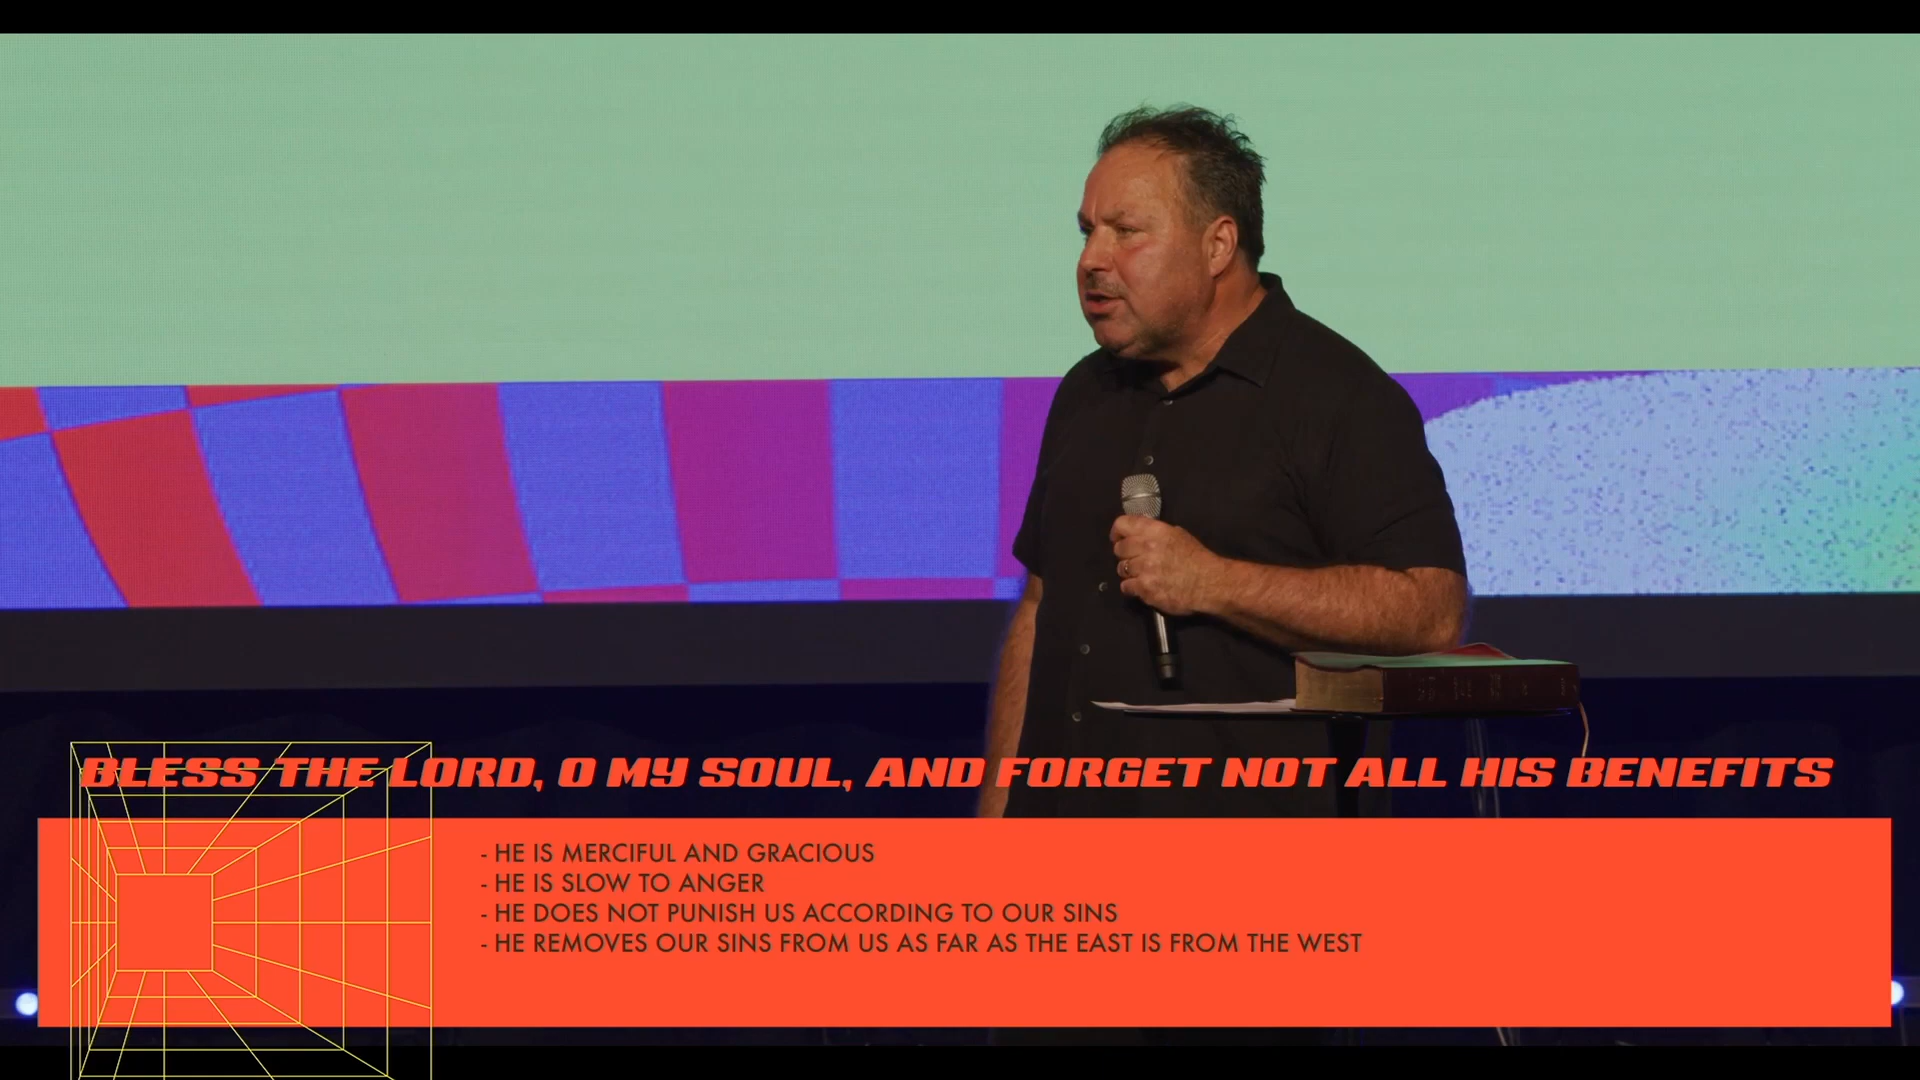 BLESS THE LORD, O MY SOUL, AND FORGET NOT ALL HIS BENEFITS
- HE IS MERCIFUL AND GRACIOUS
- HE IS SLOW TO ANGER
- HE DOES NOT PUNISH US ACCORDING TO OUR SINS
- HE REMOVES OUR SINS FROM US AS FAR AS THE EAST IS FROM THE WEST